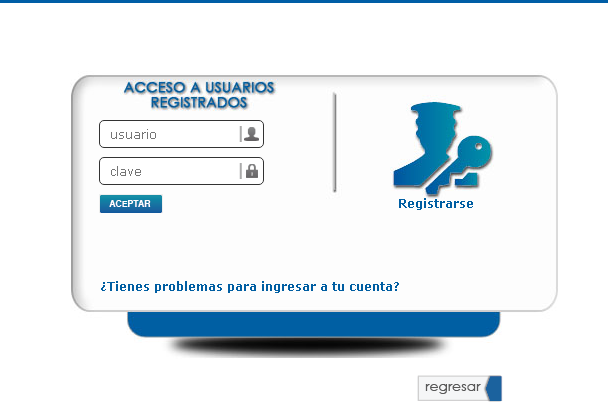 ACCESO A USUARIOS
REGISTRADOS
usuario
clave
ACEPTAR
Registrarse
¿Tienes problemas para ingresar a tu cuenta?
regresar